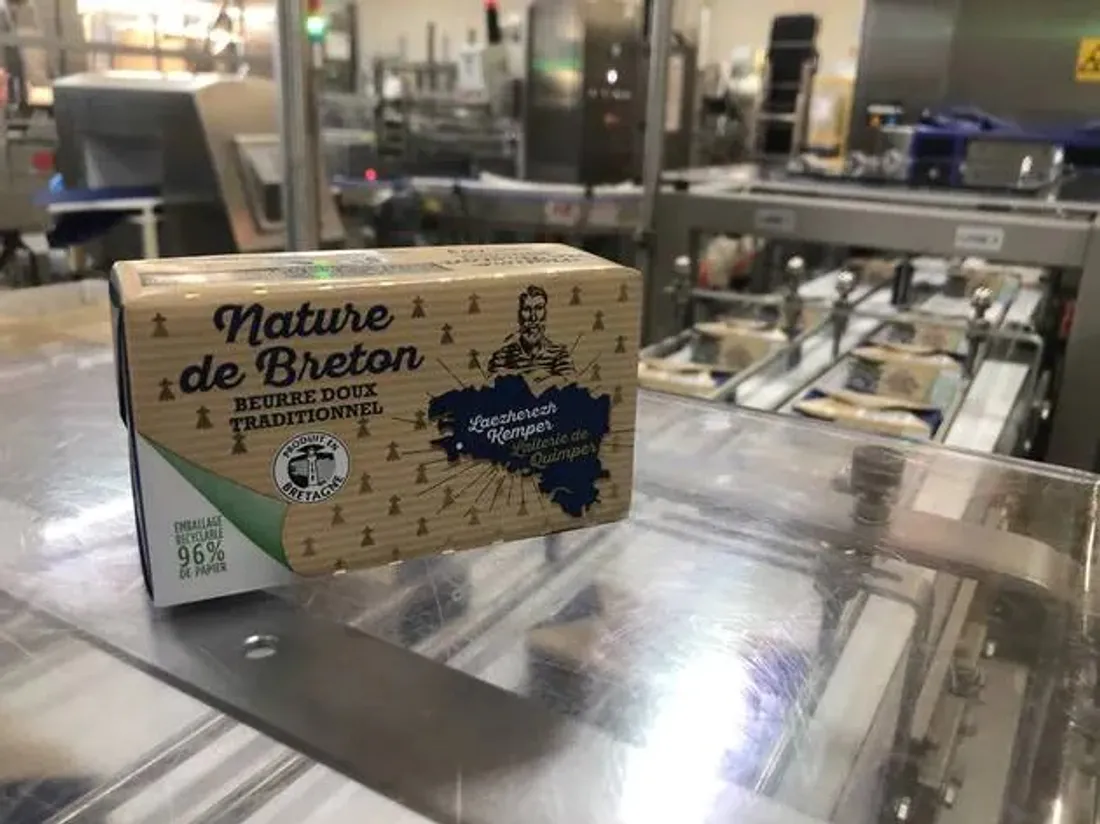 Nature
de Breton
BEURRE DOUX
TRADITIONNEL
PRODUIT EN
BRETAGNE
Laezherezh
Kemper
Laiterie de
Quimper
EMBALLAGE
RECYCLABLE
96%
DE PAPIER